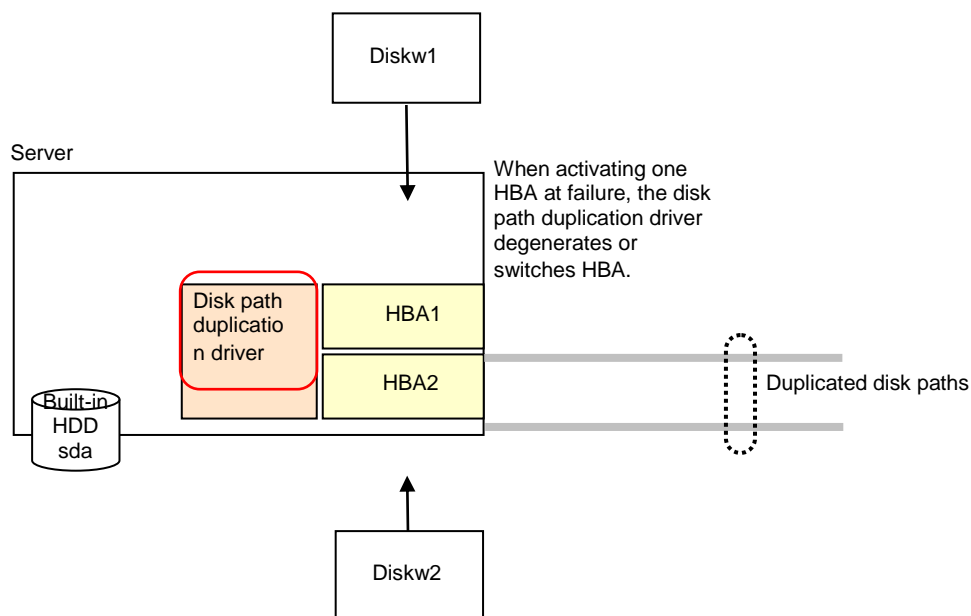 Diskw1
Server
When activating one
HBA at failure, the disk
path duplication driver
degenerates or
switches HBA.
Disk path
duplicatio
n driver
HBA1
HBA2
Duplicated disk paths
Built-in
HDD
sda
Diskw2